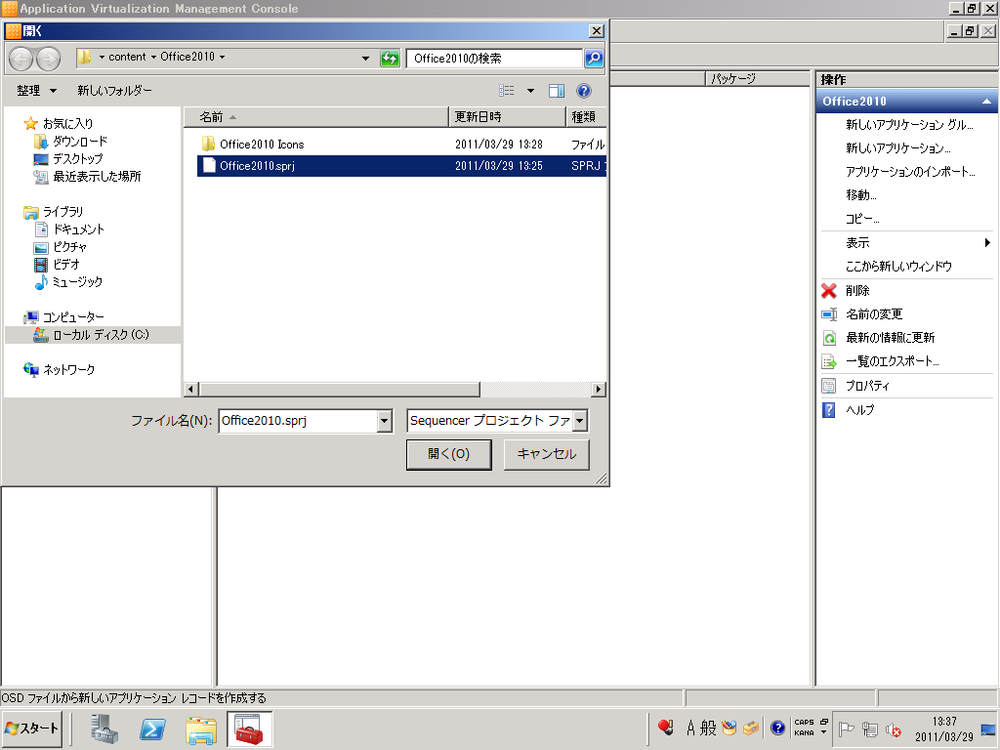 Application Virtualization Management Console
開く
content Office2010
Office2010の検索
整理 新しいフォルダー
お気に入り
ダウンロード
デスクトップ
最近表示した場所
ライブラリ
ドキュメント
ピクチャ
ビデオ
ミュージック
コンピューター
ローカル ディスク (C:)
ネットワーク
名前 更新日時 種類
Office2010 Icons 2011/03/29 13:28 ファイル
Office2010.sprj 2011/03/29 13:25 SPRJ
ファイル名(N): Office2010.sprj Sequencer プロジェクト ファ
開く(O) キャンセル
パッケージ
操作
Office2010
新しいアプリケーション グル...
新しいアプリケーション...
アプリケーションのインポート...
移動...
コピー...
表示
ここから新しいウィンドウ
削除
名前の変更
最新の情報に更新
一覧のエクスポート...
プロパティ
ヘルプ
OSD ファイルから新しいアプリケーション レコードを作成する
スタート
A 般
CAPS
KANA
13:37
2011/03/29